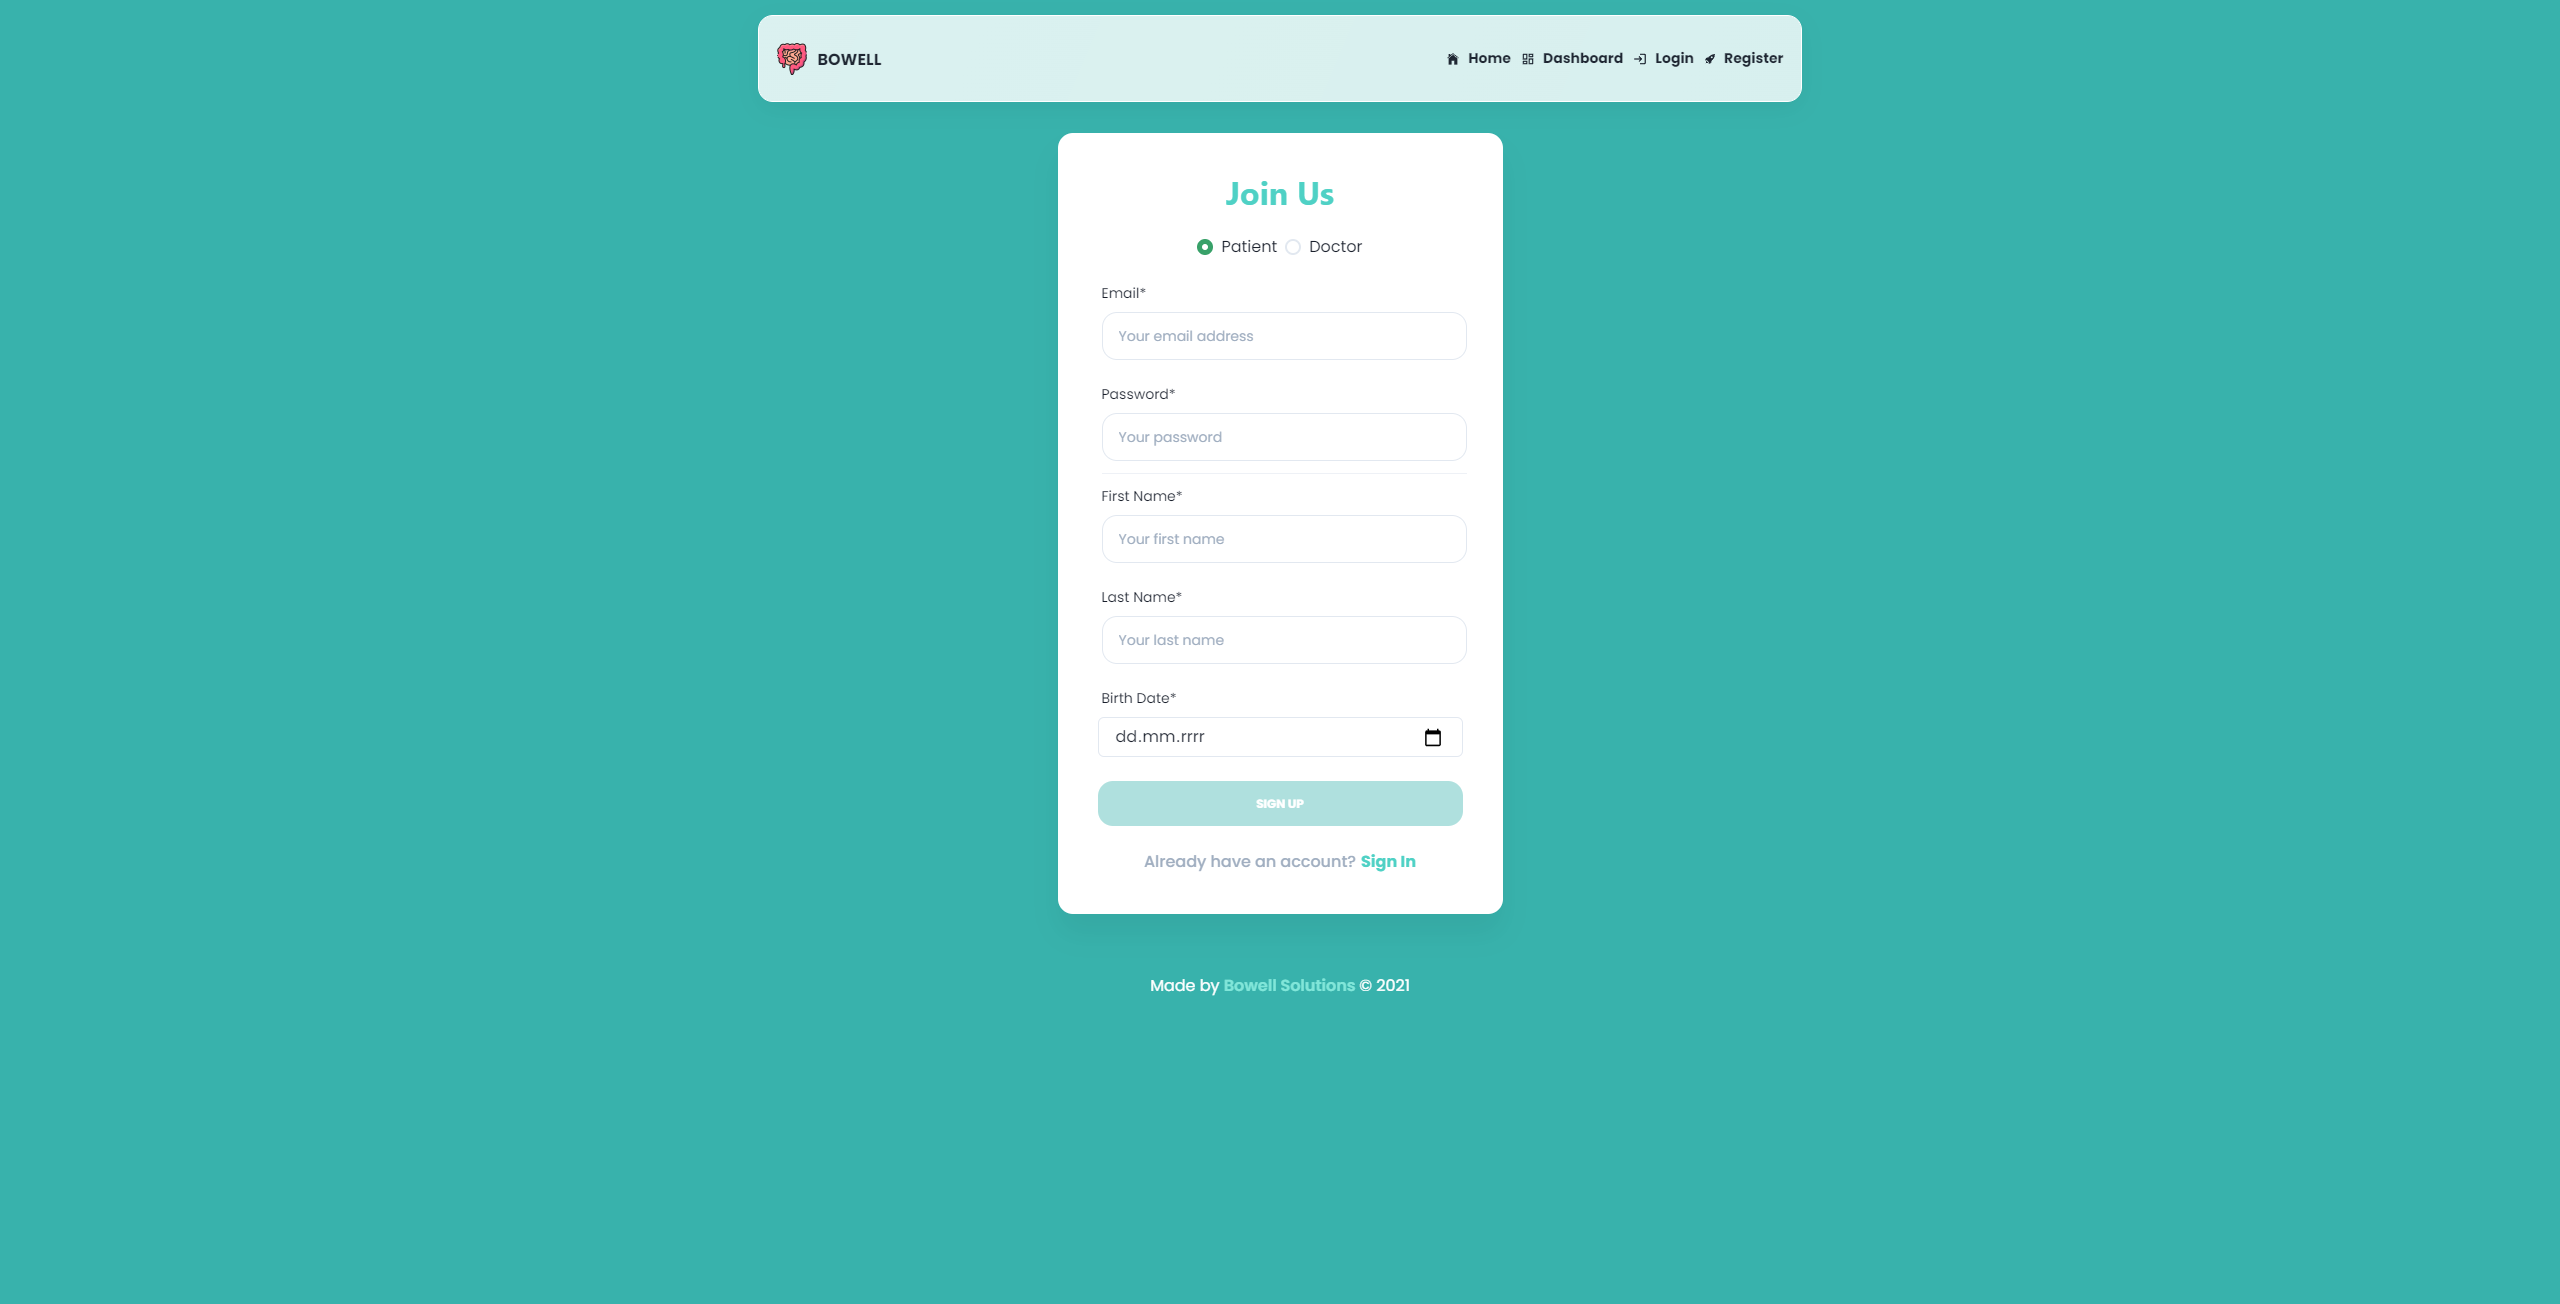 BOWELL
Home Dashboard Login Register
Join Us
Patient Doctor
Email*
Your email address
Password*
Your password
First Name*
Your first name
Last Name*
Your last name
Birth Date*
dd.mm.rrrr
SIGN UP
Already have an account? Sign In
Made by Bowell Solutions © 2021